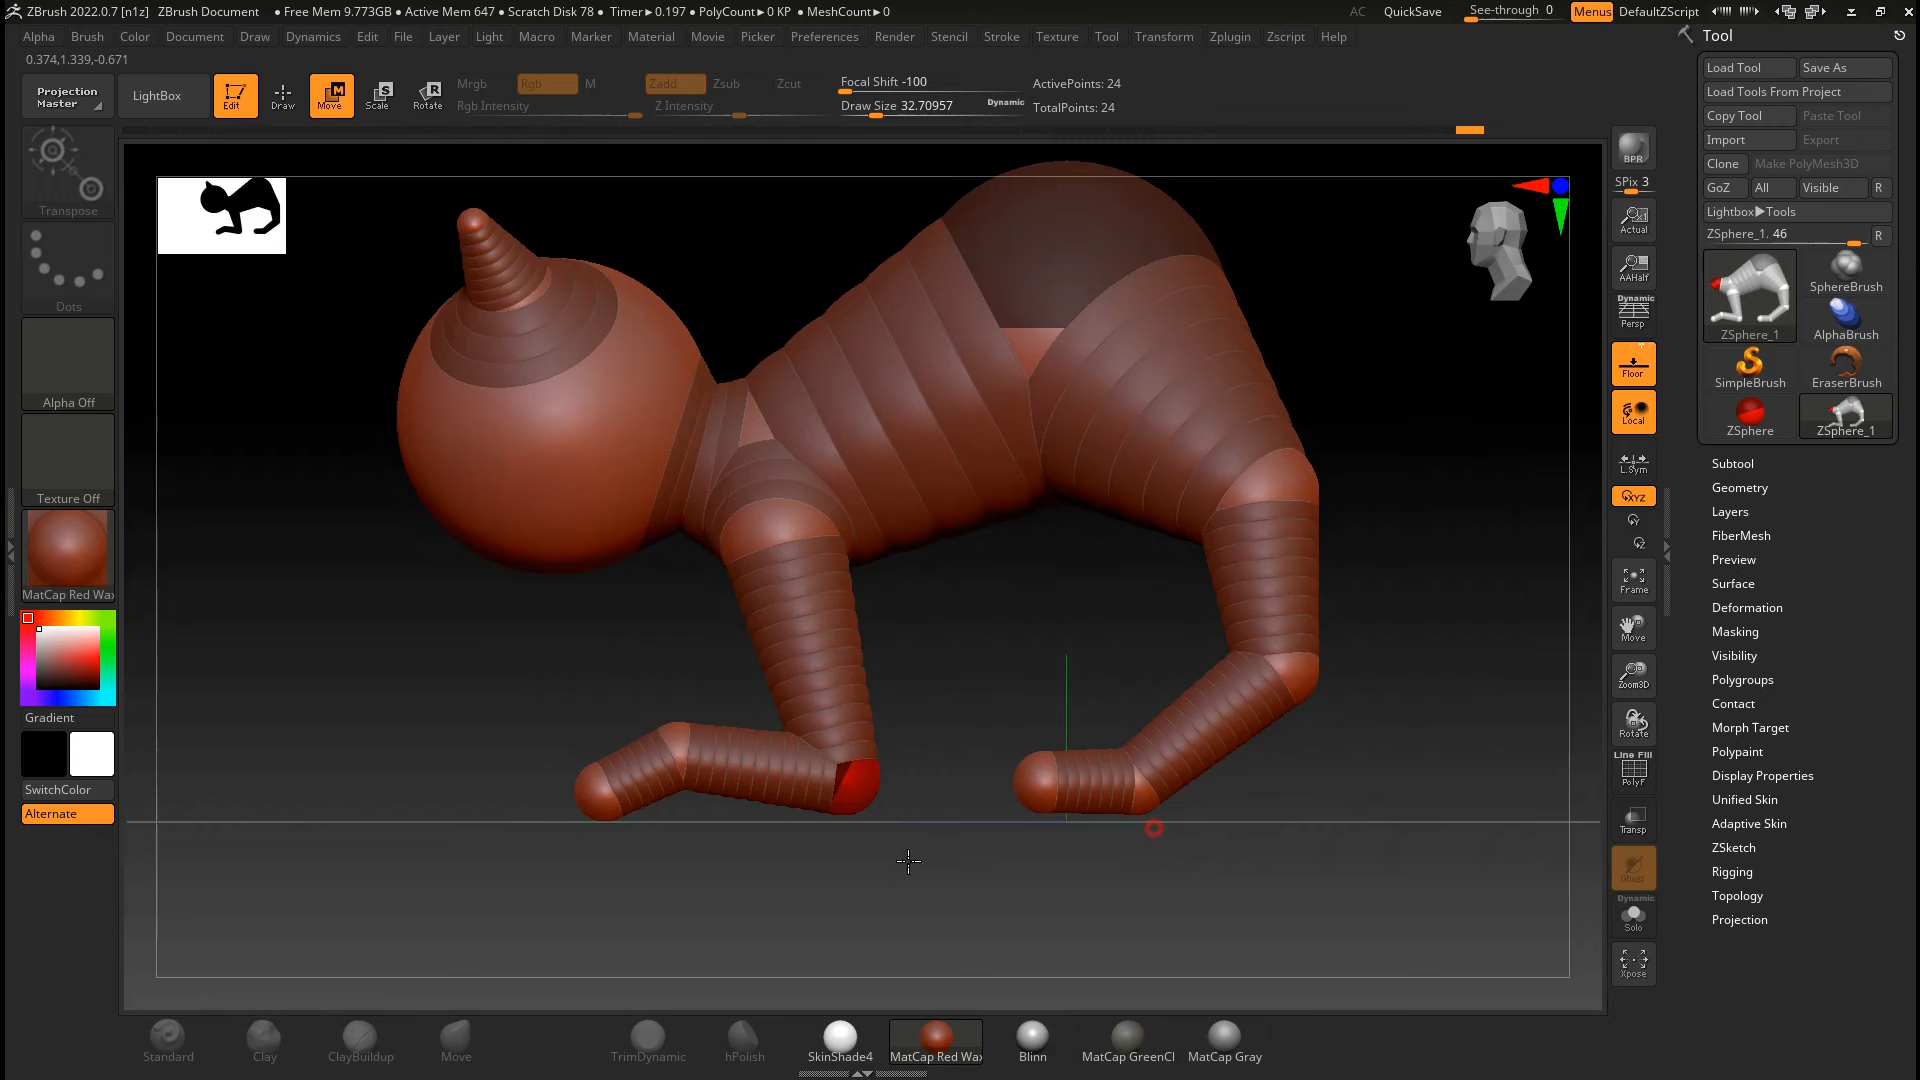 ZBrush 2022.0.7 [n1z] ZBrush Document ● Free Mem 9.773GB ● Active Mem 647 ● Scratch Disk 78 ● Timer►0.197 ● PolyCount►0 KP ● MeshCount►0 AC QuickSave See-through 0 Menus DefaultZScript
Alpha Brush Color Document Draw Dynamics Edit File Layer Light Macro Marker Material Movie Picker Preferences Render Stencil Stroke Texture Tool Transform Zplugin Zscript Help
0.374,1.339,-0.671
Projection Master
LightBox
Edit
Draw
Move
Scale
Rotate
Mrgb Rgb M
Rgb Intensity
Zadd Zsub Zcut
Z Intensity
Focal Shift -100
Draw Size 32.70957
Dynamic
ActivePoints: 24
TotalPoints: 24
Transpose
Dots
Alpha Off
Texture Off
MatCap Red Wax
Gradient
SwitchColor
Alternate
BPR
SPix 3
Actual
AAHalf
Dynamic
Persp
Floor
Local
L.Sym
XYZ
Y
Z
Frame
Move
Zoom3D
Rotate
Line Fill
PolyF
Transp
Ghost
Dynamic
Solo
Xpose
Tool
Load Tool Save As
Load Tools From Project
Copy Tool Paste Tool
Import Export
Clone Make PolyMesh3D
GoZ All Visible R
Lightbox►Tools
ZSphere_1. 46 R
ZSphere_1
SphereBrush
AlphaBrush
SimpleBrush
EraserBrush
ZSphere
ZSphere_1
Subtool
Geometry
Layers
FiberMesh
Preview
Surface
Deformation
Masking
Visibility
Polygroups
Contact
Morph Target
Polypaint
Display Properties
Unified Skin
Adaptive Skin
ZSketch
Rigging
Topology
Projection
Standard Clay ClayBuildup Move TrimDynamic hPolish SkinShade4 MatCap Red Wax Blinn MatCap GreenCl MatCap Gray